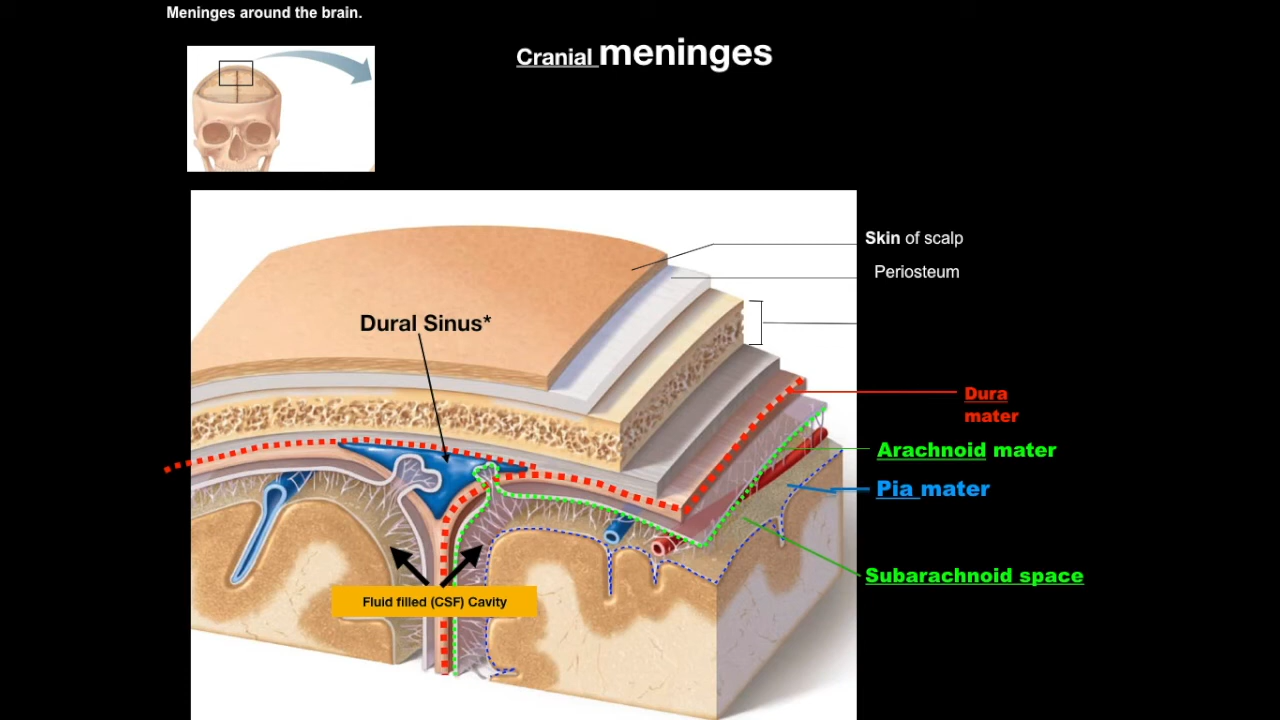 Meninges around the brain.
Cranial meninges
Skin of scalp
Periosteum
Dural Sinus*
Dura
mater
Arachnoid mater
Pia mater
Subarachnoid space
Fluid filled (CSF) Cavity